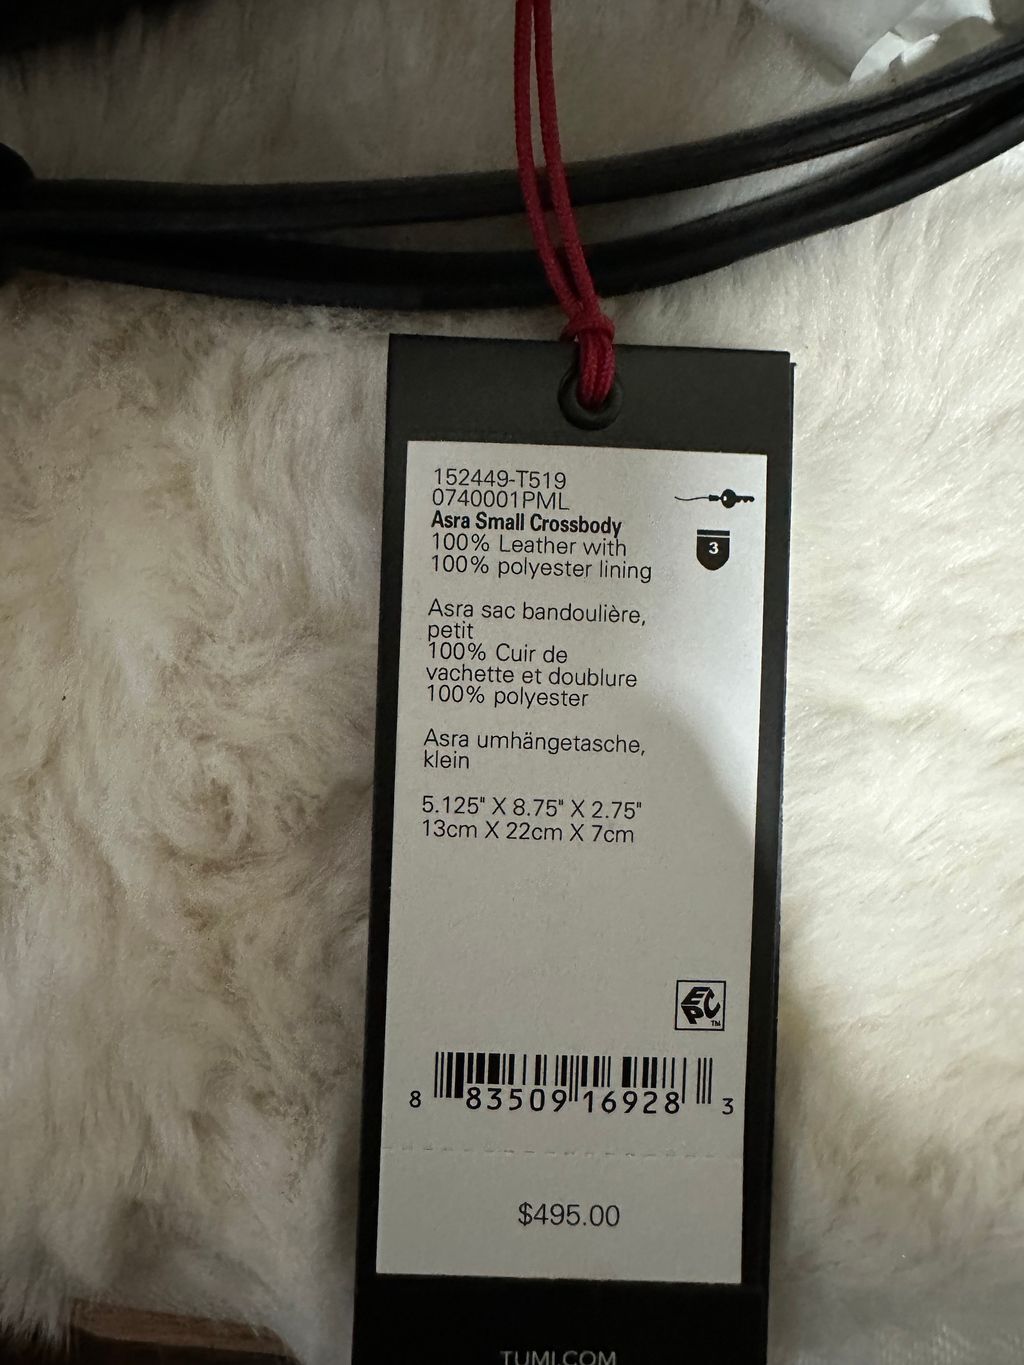 152449-T519
0740001PML
Asra Small Crossbody
100% Leather with
100% polyester lining
3
Asra sac bandoulière,
petit
100% Cuir de
vachette et doublure
100% polyester
Asra umhängetasche,
klein
5.125" X 8.75" X 2.75"
13cm X 22cm X 7cm
EPC
TM
8 83509 16928 3
$495.00
TUMI.COM